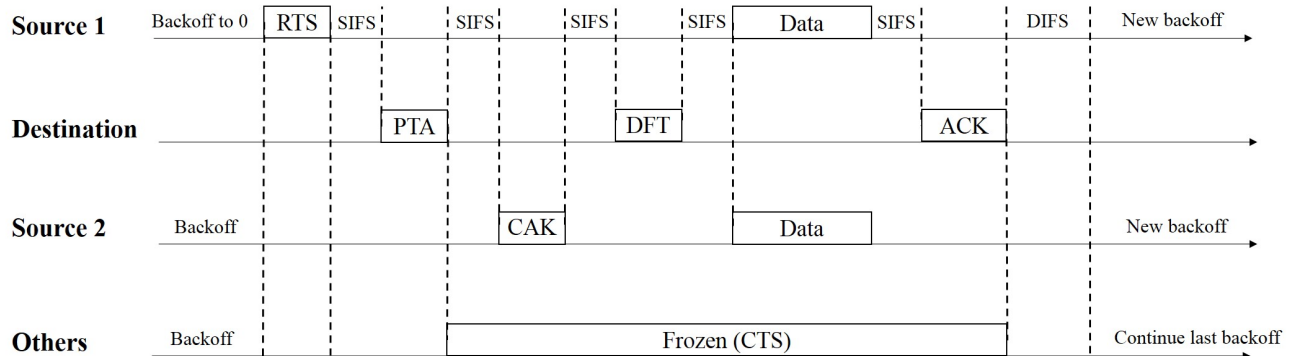 Source 1 Backoff to 0 RTS SIFS SIFS SIFS SIFS Data SIFS DIFS New backoff
Destination PTA DFT ACK
Source 2 Backoff CAK Data New backoff
Others Backoff Frozen (CTS) Continue last backoff